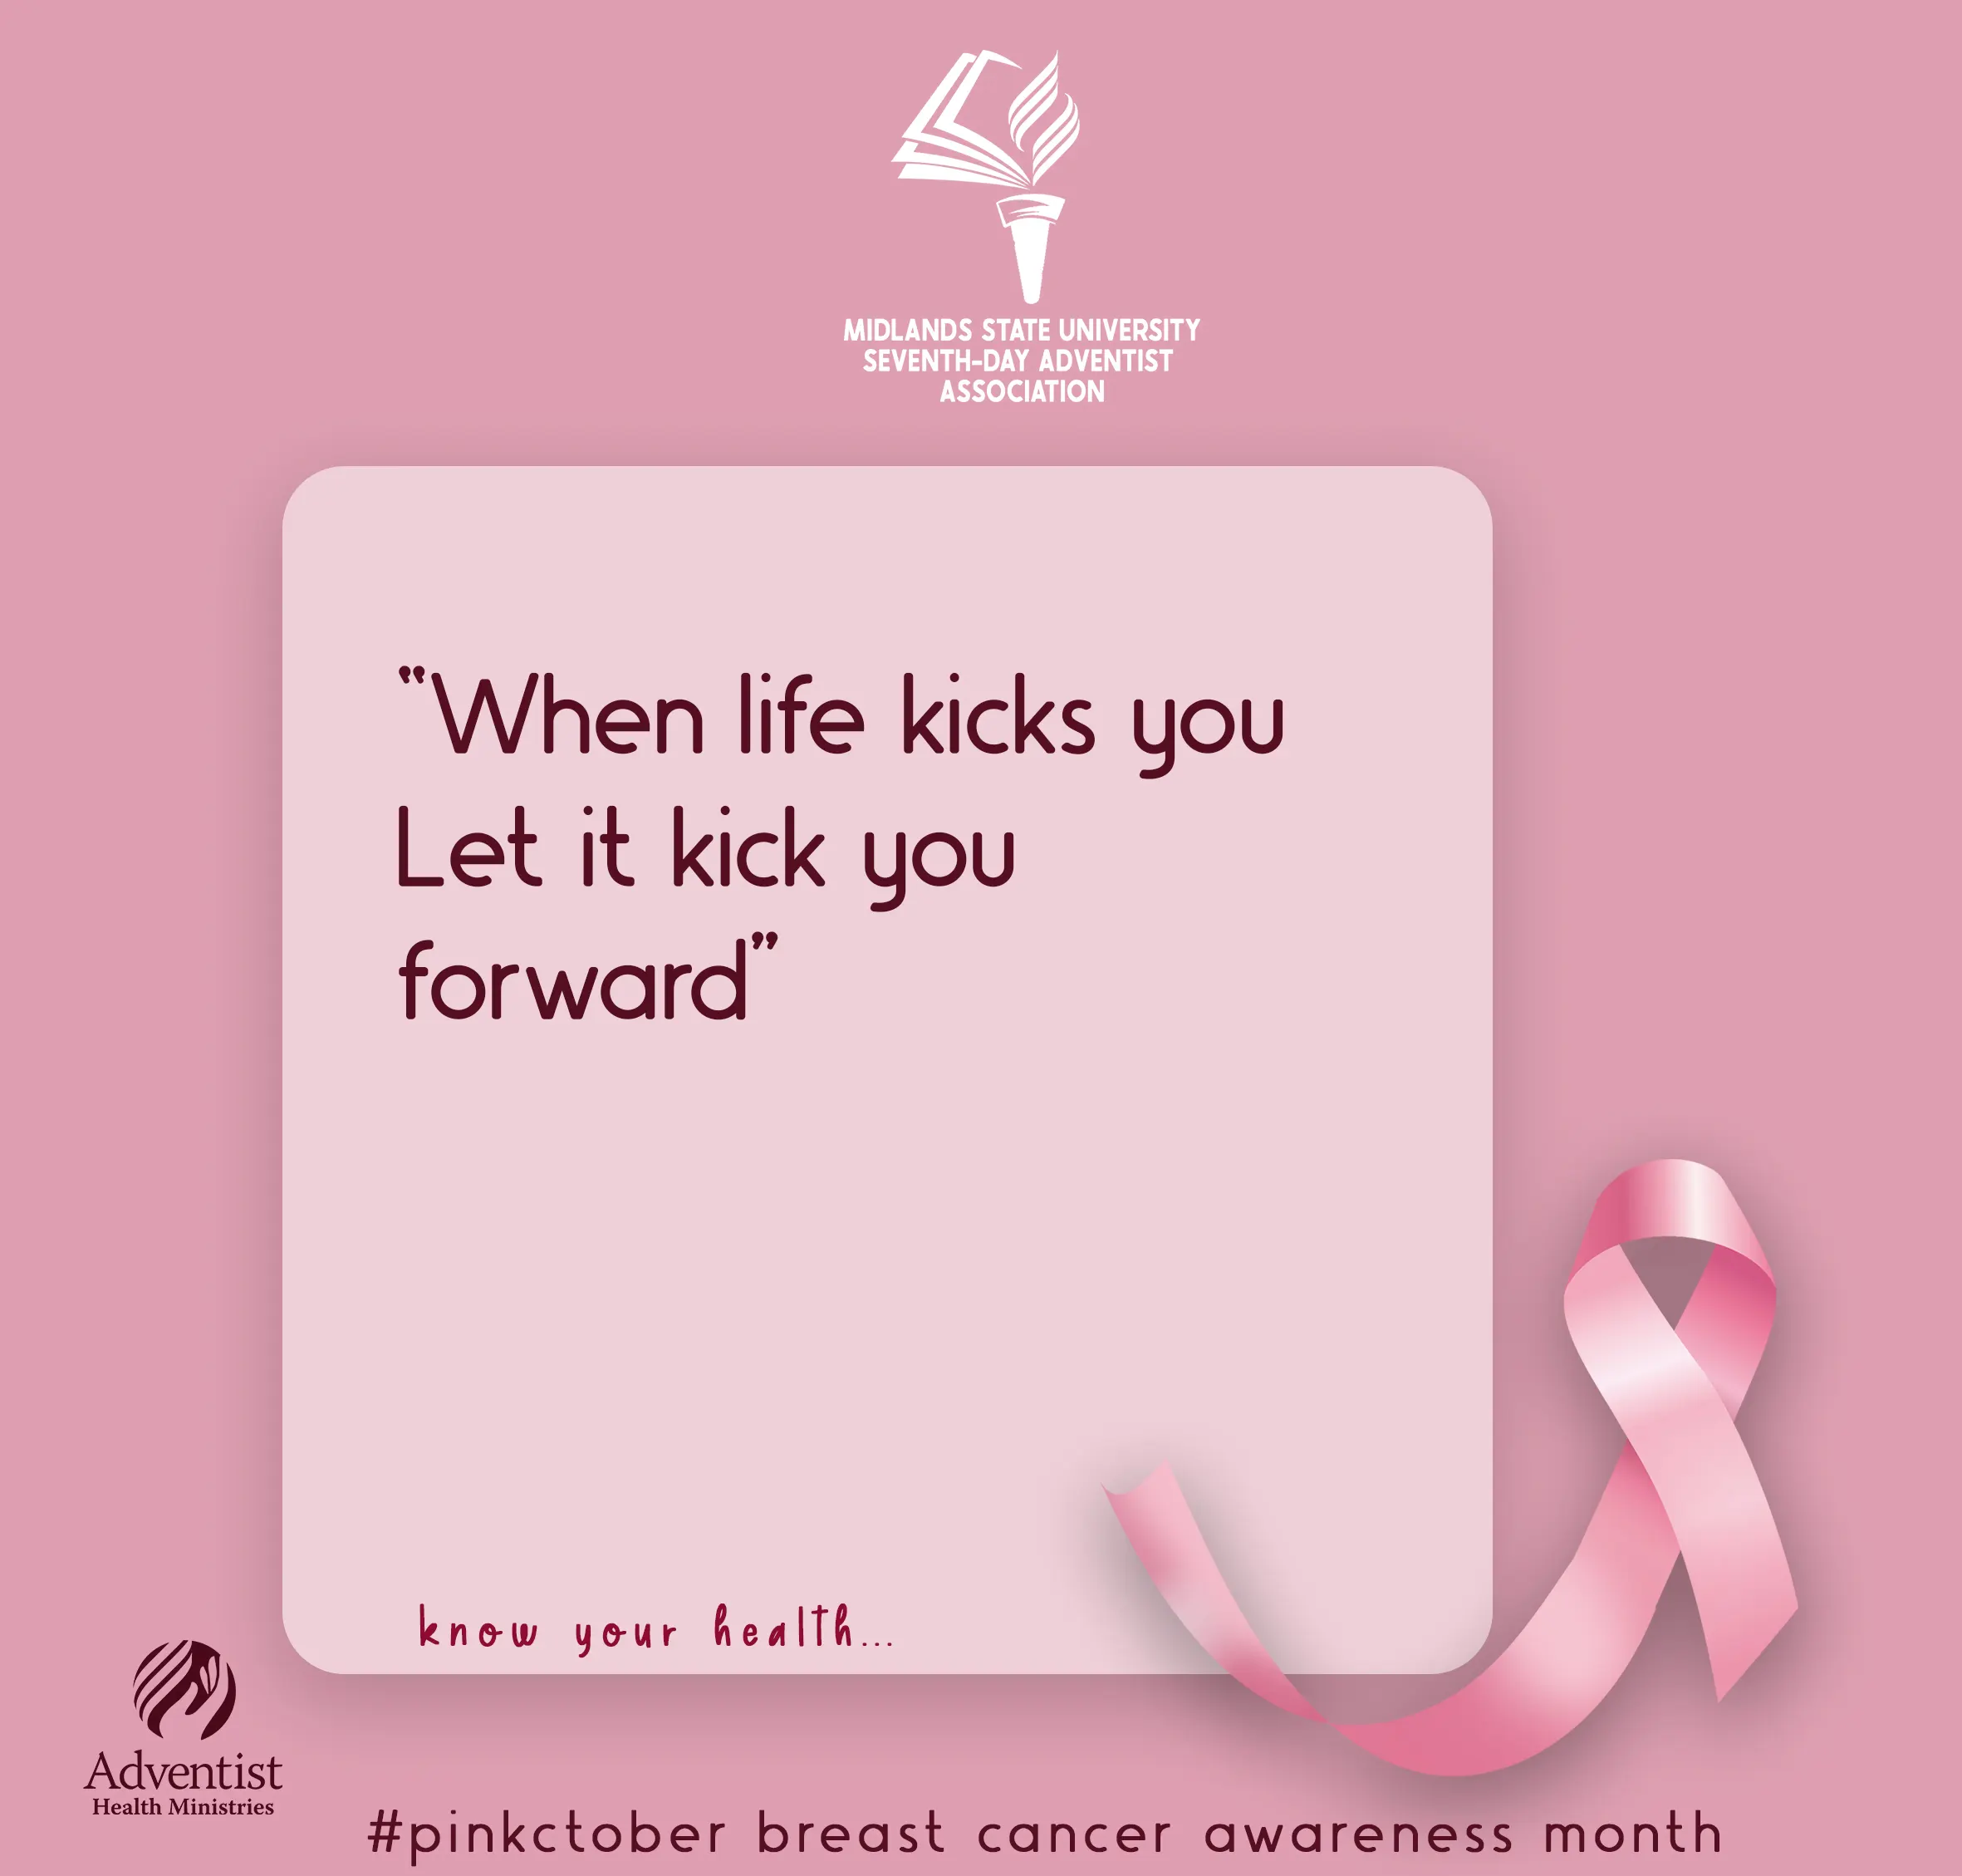 MIDLANDS STATE UNIVERSITY
SEVENTH-DAY ADVENTIST
ASSOCIATION
“When life kicks you
Let it kick you
forward”
know your health...
Adventist
Health Ministries
#pinkctober breast cancer awareness month